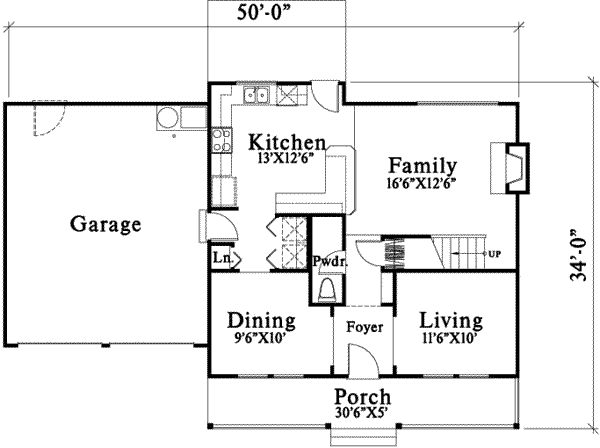 50'-0"
Kitchen
13'X12'6"
Family
16'6"X12'6"
Garage
34'-0"
UP
Ln.
Pwdr.
Dining
9'6"X10'
Foyer
Living
11'6"X10'
Porch
30'6"X5'